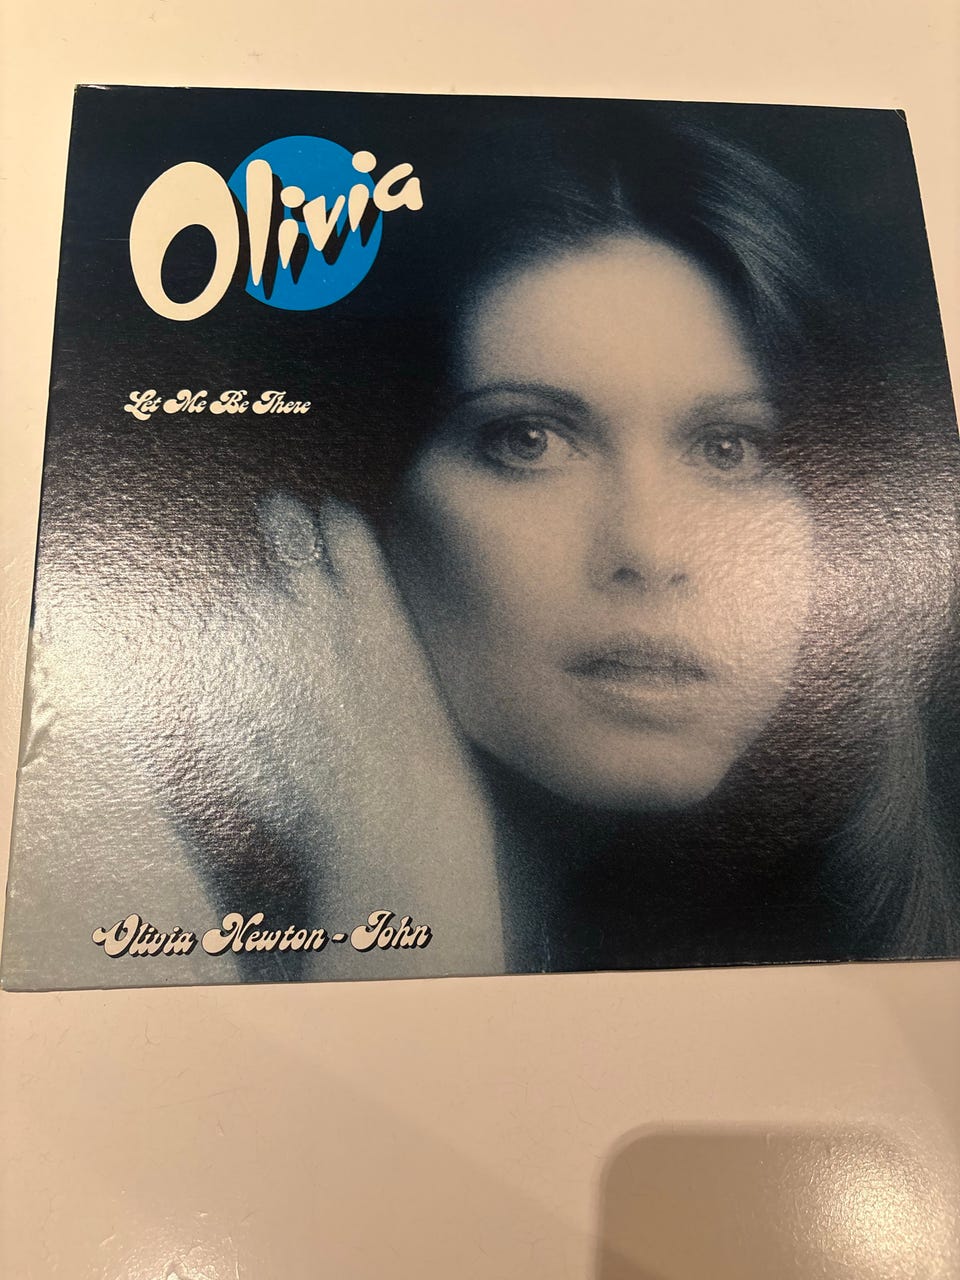 Olivia
Let Me Be There
Olivia Newton - John